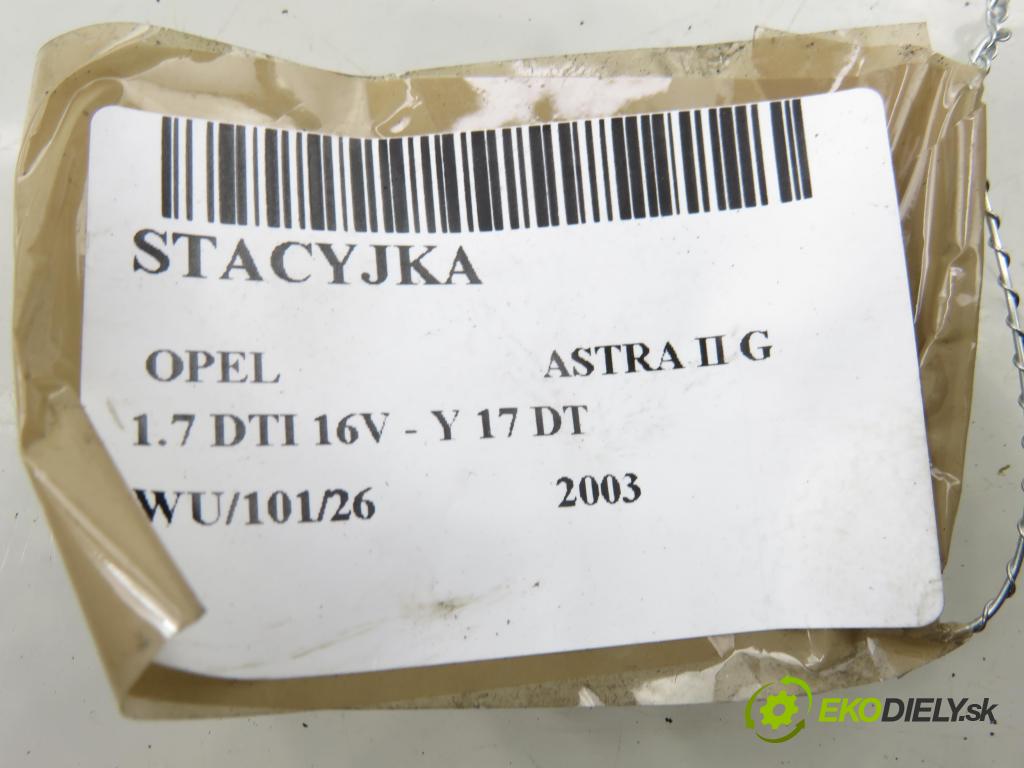 STACYJKA
OPEL ASTRA II G
1.7 DTI 16V - Y 17 DT
WU/101/26 2003
EKODIELY.sk